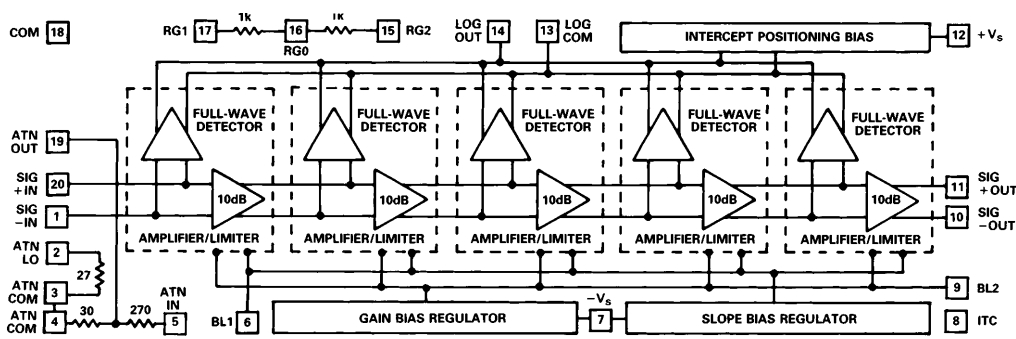 COM 18
RG1 17
1k
16
RG0
1k
15 RG2
LOG OUT 14
13 LOG COM
INTERCEPT POSITIONING BIAS
12 +VS
FULL-WAVE DETECTOR
FULL-WAVE DETECTOR
FULL-WAVE DETECTOR
FULL-WAVE DETECTOR
FULL-WAVE DETECTOR
ATN OUT 19
SIG +IN 20
SIG -IN 1
10dB
10dB
10dB
10dB
10dB
11 SIG +OUT
10 SIG -OUT
AMPLIFIER/LIMITER
AMPLIFIER/LIMITER
AMPLIFIER/LIMITER
AMPLIFIER/LIMITER
AMPLIFIER/LIMITER
ATN LO 2
27
ATN COM 3
ATN COM 4
30
270
ATN IN
5
BL1 6
GAIN BIAS REGULATOR
-VS
7
SLOPE BIAS REGULATOR
9 BL2
8 ITC